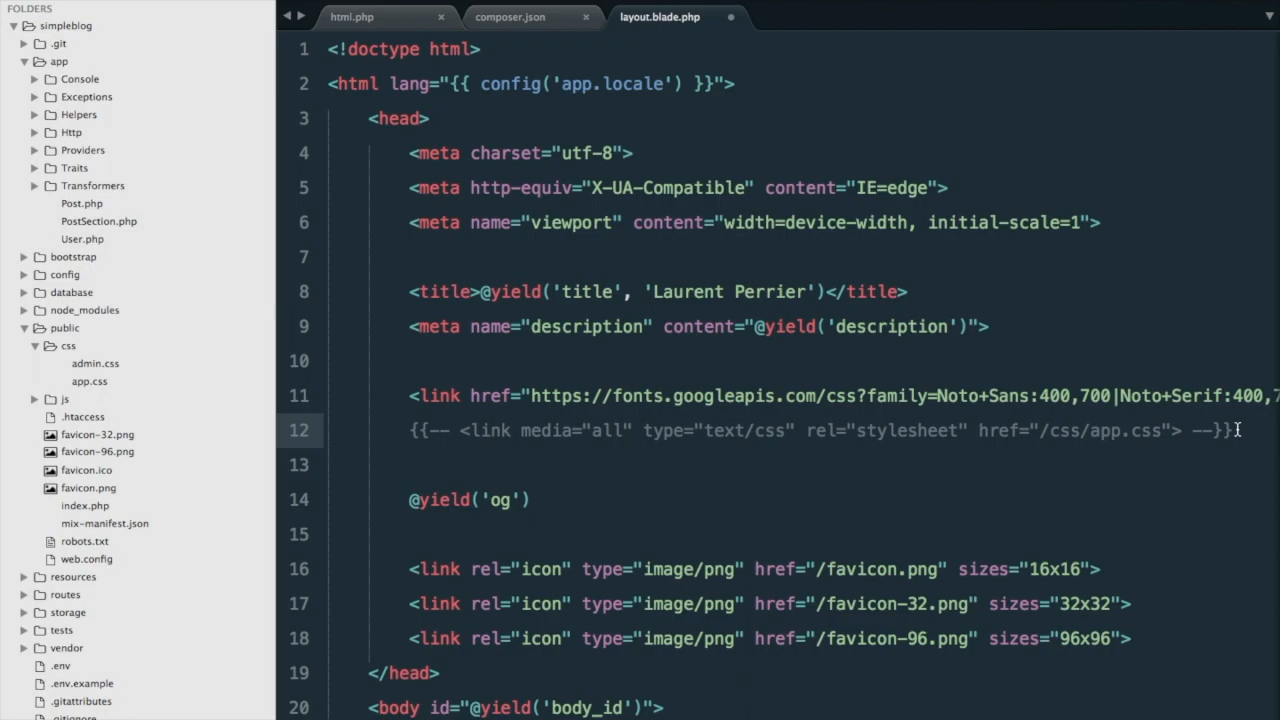 FOLDERS
simpleblog
.git
app
Console
Exceptions
Helpers
Http
Providers
Traits
Transformers
Post.php
PostSection.php
User.php
bootstrap
config
database
node_modules
public
css
admin.css
app.css
js
.htaccess
favicon-32.png
favicon-96.png
favicon.ico
favicon.png
index.php
mix-manifest.json
robots.txt
web.config
resources
routes
storage
tests
vendor
.env
.env.example
.gitattributes
.gitignore
html.php × composer.json × layout.blade.php
1 <!doctype html>
2 <html lang="{{ config('app.locale') }}">
3 <head>
4 <meta charset="utf-8">
5 <meta http-equiv="X-UA-Compatible" content="IE=edge">
6 <meta name="viewport" content="width=device-width, initial-scale=1">
7
8 <title>@yield('title', 'Laurent Perrier')</title>
9 <meta name="description" content="@yield('description')">
10
11 <link href="https://fonts.googleapis.com/css?family=Noto+Sans:400,700|Noto+Serif:400,7
12 {{-- <link media="all" type="text/css" rel="stylesheet" href="/css/app.css"> --}}
13
14 @yield('og')
15
16 <link rel="icon" type="image/png" href="/favicon.png" sizes="16x16">
17 <link rel="icon" type="image/png" href="/favicon-32.png" sizes="32x32">
18 <link rel="icon" type="image/png" href="/favicon-96.png" sizes="96x96">
19 </head>
20 <body id="@yield('body_id')">